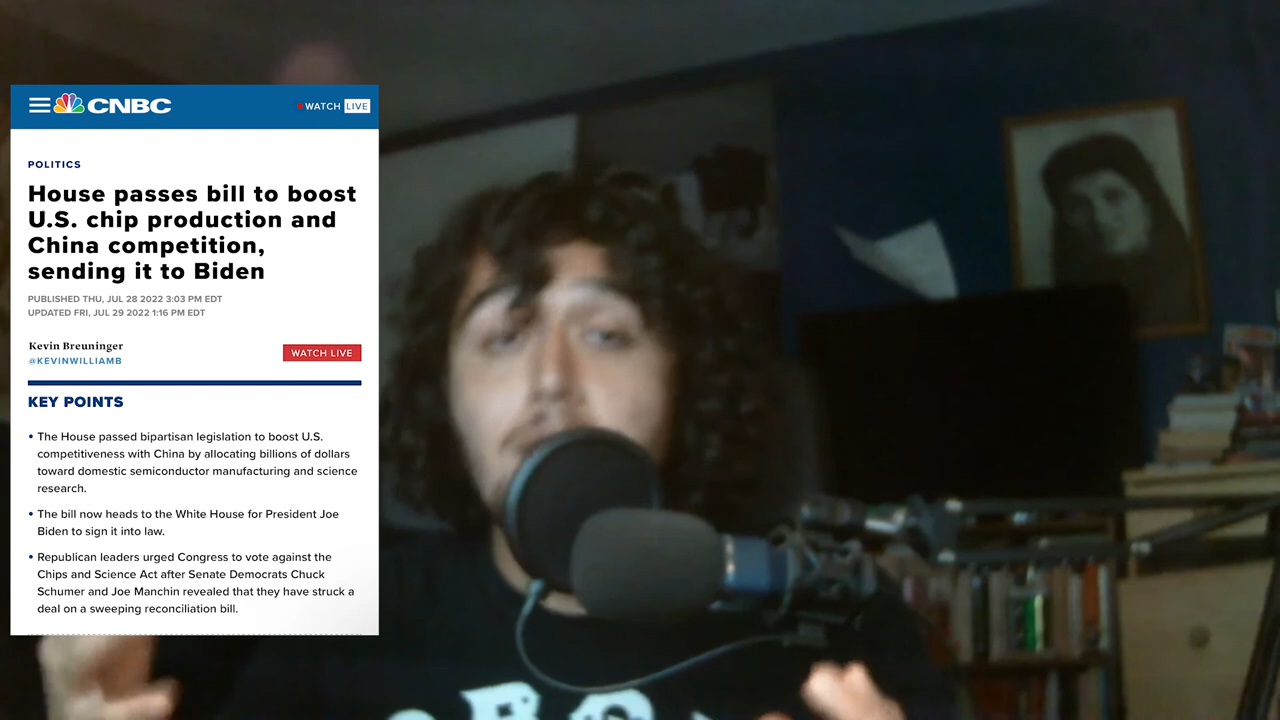 CNBC
WATCH LIVE
POLITICS
House passes bill to boost
U.S. chip production and
China competition,
sending it to Biden
PUBLISHED THU, JUL 28 2022 3:03 PM EDT
UPDATED FRI, JUL 29 2022 1:16 PM EDT
Kevin Breuninger
@KEVINWILLIAMB
WATCH LIVE
KEY POINTS
• The House passed bipartisan legislation to boost U.S.
competitiveness with China by allocating billions of dollars
toward domestic semiconductor manufacturing and science
research.
• The bill now heads to the White House for President Joe
Biden to sign it into law.
• Republican leaders urged Congress to vote against the
Chips and Science Act after Senate Democrats Chuck
Schumer and Joe Manchin revealed that they have struck a
deal on a sweeping reconciliation bill.